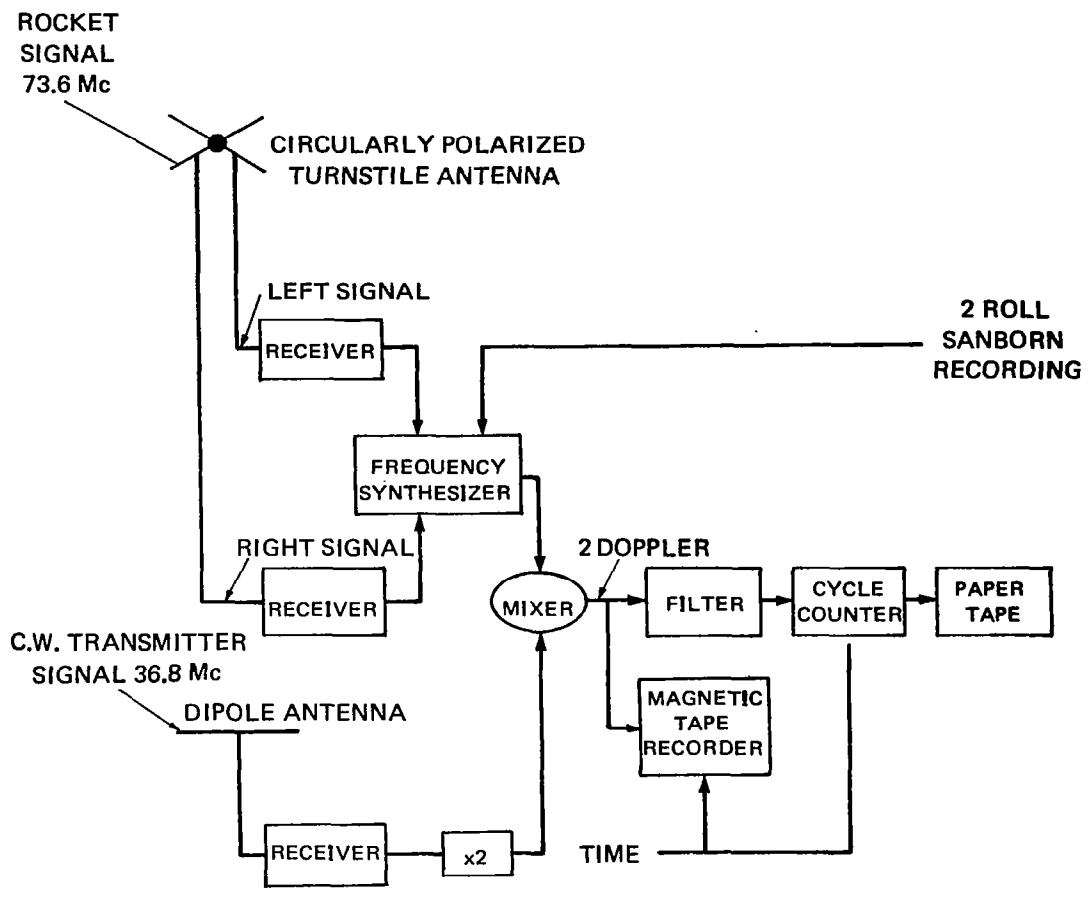 ROCKET
SIGNAL
73.6 Mc
CIRCULARLY POLARIZED
TURNSTILE ANTENNA
LEFT SIGNAL
RECEIVER
2 ROLL
SANBORN
RECORDING
FREQUENCY
SYNTHESIZER
RIGHT SIGNAL
RECEIVER
2 DOPPLER
MIXER
FILTER
CYCLE
COUNTER
PAPER
TAPE
C.W. TRANSMITTER
SIGNAL 36.8 Mc
DIPOLE ANTENNA
MAGNETIC
TAPE
RECORDER
RECEIVER
x2
TIME